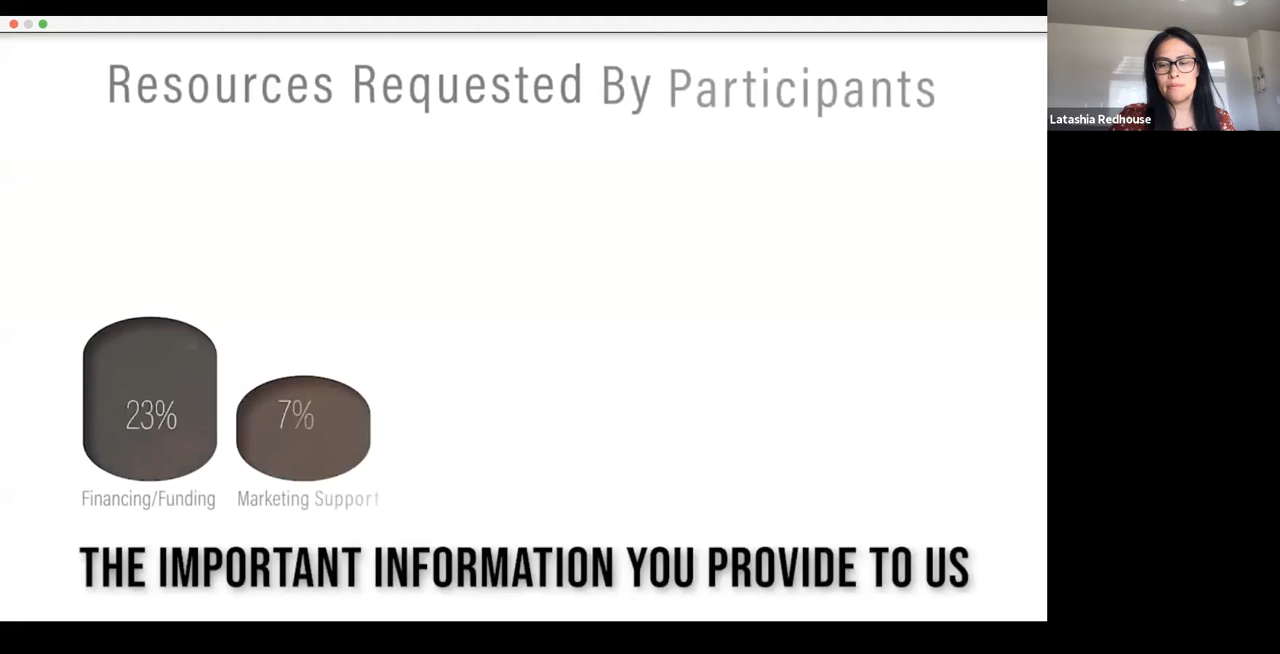 Resources Requested By Participants
Latashia Redhouse
23%
7%
Financing/Funding
Marketing Support
THE IMPORTANT INFORMATION YOU PROVIDE TO US